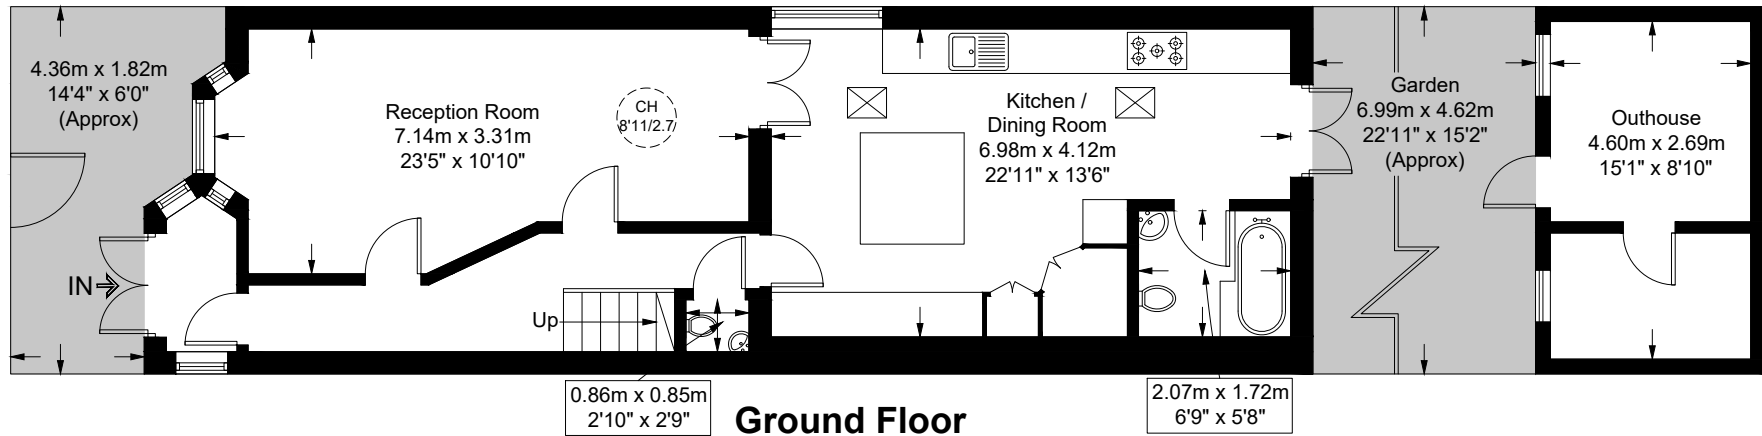 4.36m x 1.82m
14'4" x 6'0"
(Approx)
Reception Room
7.14m x 3.31m
23'5" x 10'10"
CH
8'11/2.7
Kitchen /
Dining Room
6.98m x 4.12m
22'11" x 13'6"
Garden
6.99m x 4.62m
22'11" x 15'2"
(Approx)
Outhouse
4.60m x 2.69m
15'1" x 8'10"
IN
Up
0.86m x 0.85m
2'10" x 2'9"
2.07m x 1.72m
6'9" x 5'8"
Ground Floor